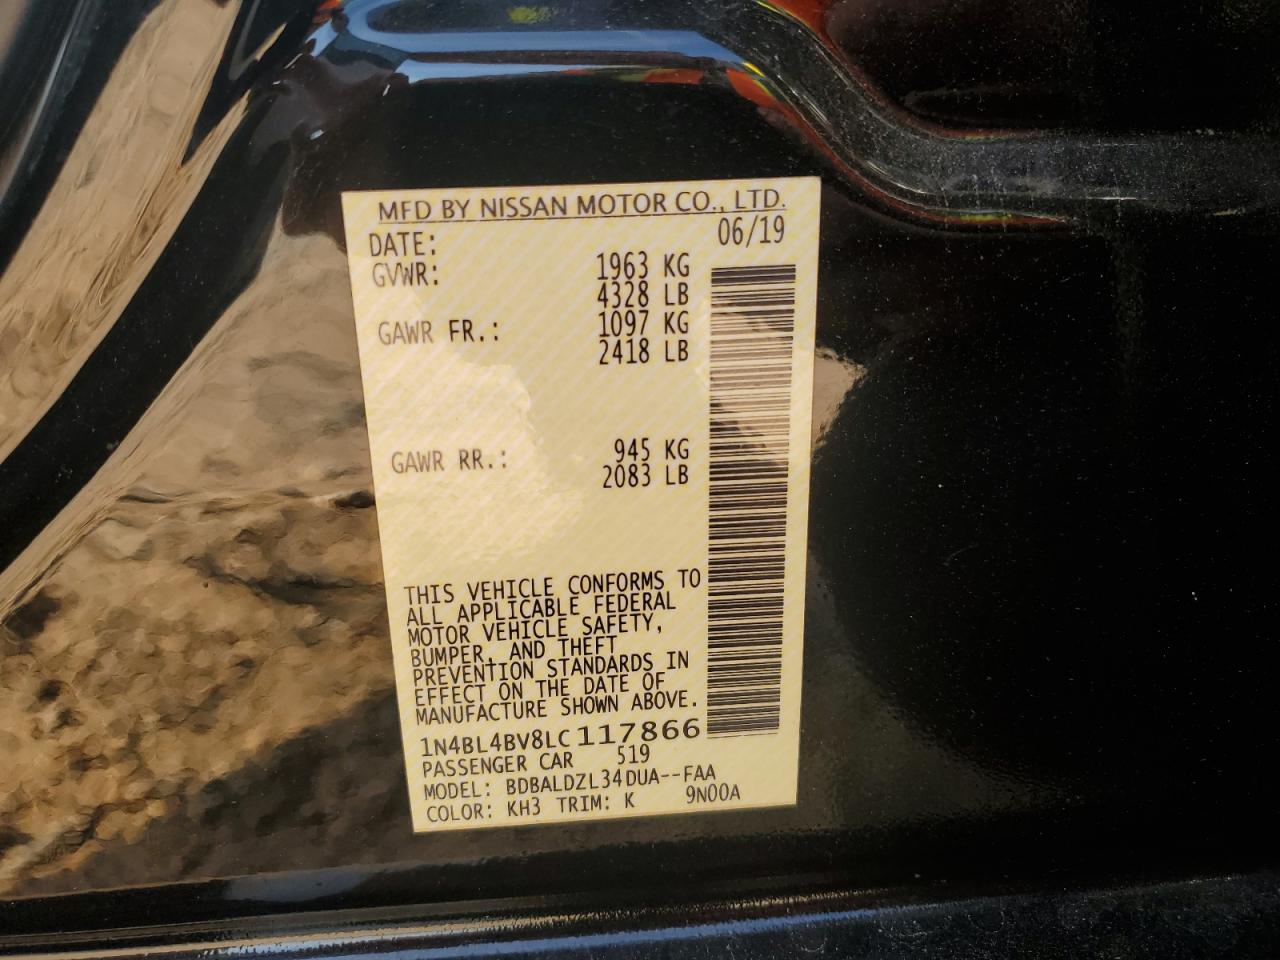 MFD BY NISSAN MOTOR CO., LTD.
DATE: 06/19
GVWR: 1963 KG
4328 LB
GAWR FR.: 1097 KG
2418 LB
GAWR RR.: 945 KG
2083 LB
THIS VEHICLE CONFORMS TO
ALL APPLICABLE FEDERAL
MOTOR VEHICLE SAFETY,
BUMPER, AND THEFT
PREVENTION STANDARDS IN
EFFECT ON THE DATE OF
MANUFACTURE SHOWN ABOVE.
1N4BL4BV8LC117866
PASSENGER CAR 519
MODEL: BDBALDZL34DUA--FAA
COLOR: KH3 TRIM: K 9N00A